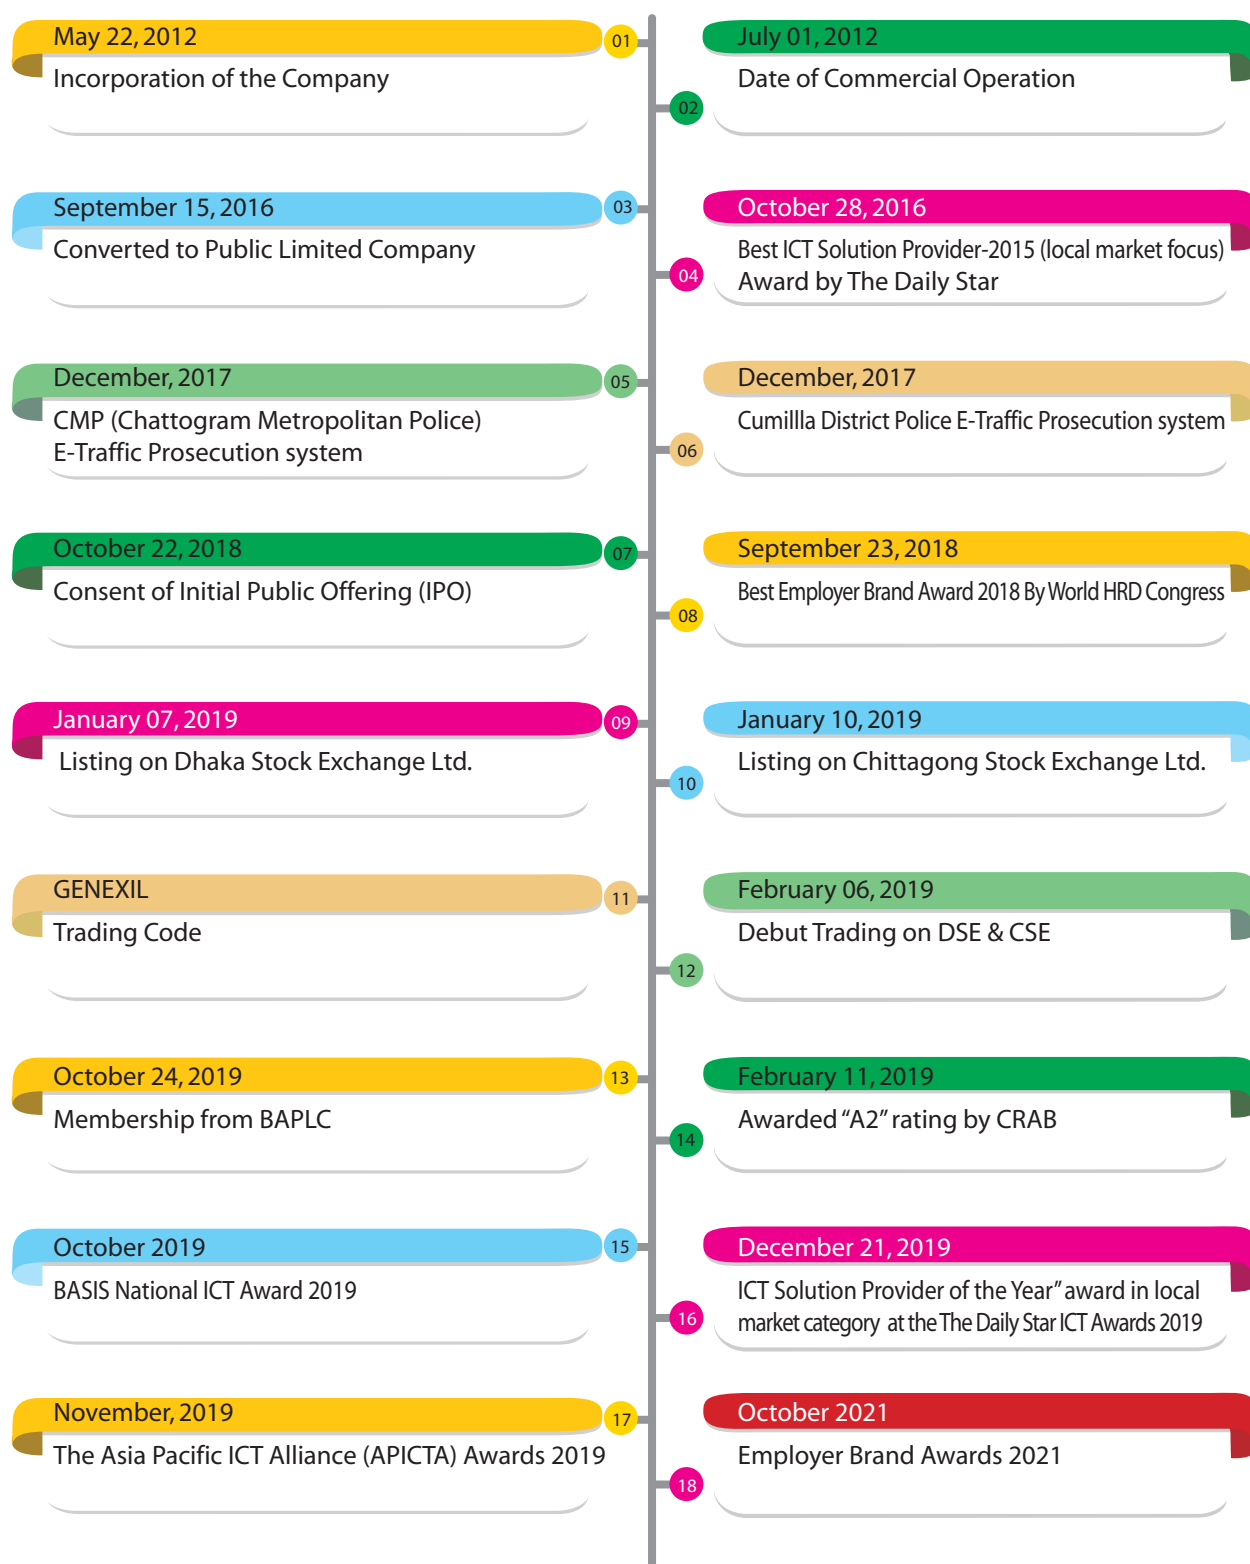 May 22, 2012
01
Incorporation of the Company
July 01, 2012
Date of Commercial Operation
02
September 15, 2016
03
Converted to Public Limited Company
October 28, 2016
Best ICT Solution Provider-2015 (local market focus)
Award by The Daily Star
04
December, 2017
05
CMP (Chattogram Metropolitan Police)
E-Traffic Prosecution system
December, 2017
Cumillla District Police E-Traffic Prosecution system
06
October 22, 2018
07
Consent of Initial Public Offering (IPO)
September 23, 2018
Best Employer Brand Award 2018 By World HRD Congress
08
January 07, 2019
09
Listing on Dhaka Stock Exchange Ltd.
January 10, 2019
Listing on Chittagong Stock Exchange Ltd.
10
GENEXIL
11
Trading Code
February 06, 2019
Debut Trading on DSE & CSE
12
October 24, 2019
13
Membership from BAPLC
February 11, 2019
Awarded “A2” rating by CRAB
14
October 2019
15
BASIS National ICT Award 2019
December 21, 2019
ICT Solution Provider of the Year” award in local
market category at the The Daily Star ICT Awards 2019
16
November, 2019
17
The Asia Pacific ICT Alliance (APICTA) Awards 2019
October 2021
Employer Brand Awards 2021
18